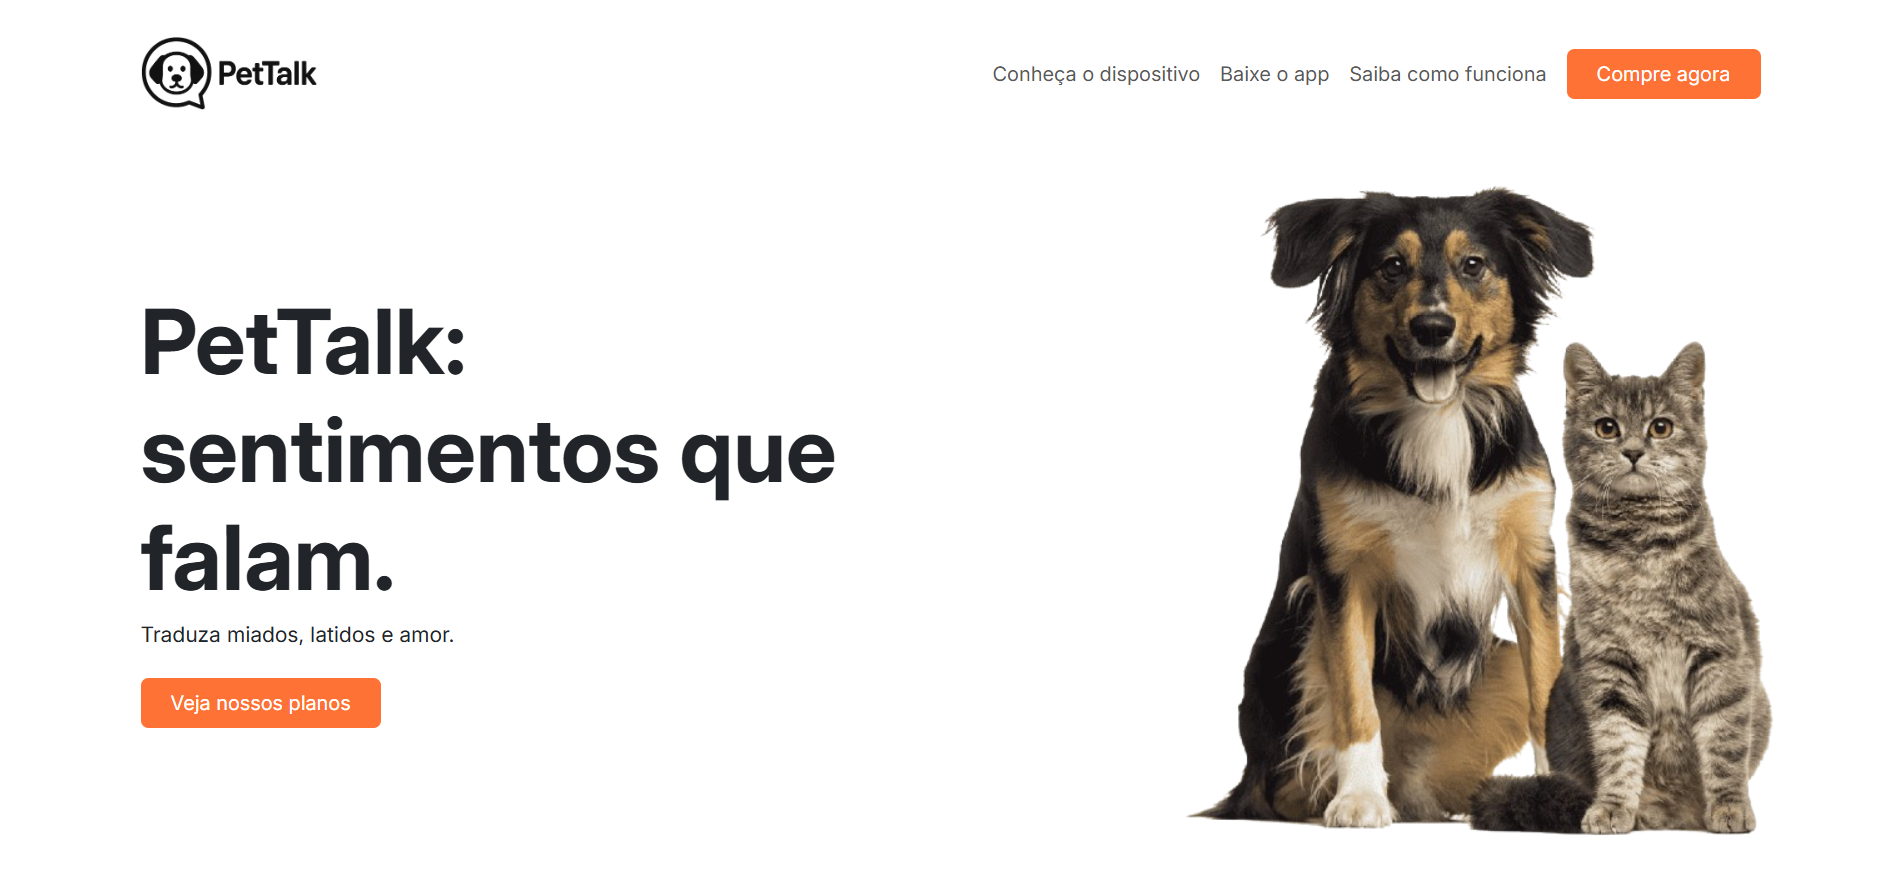 PetTalk
Conheça o dispositivo
Baixe o app
Saiba como funciona
Compre agora
PetTalk:
sentimentos que
falam.
Traduza miados, latidos e amor.
Veja nossos planos